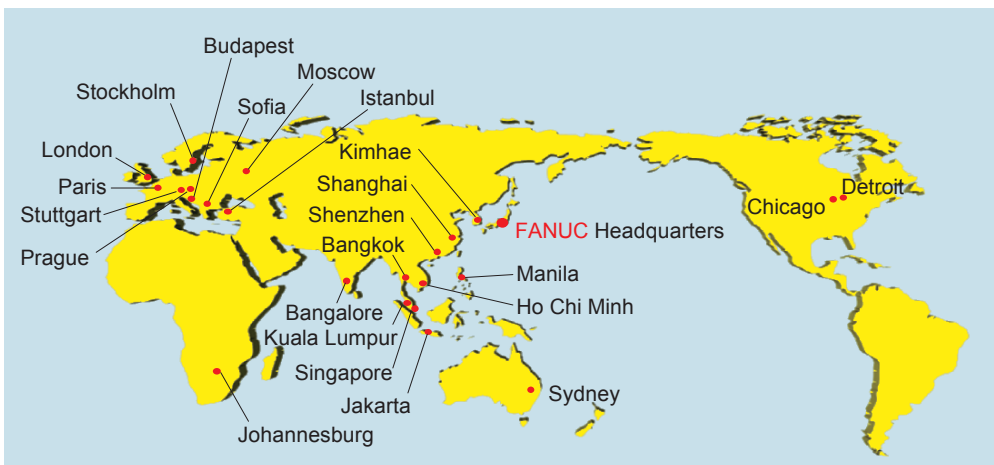 Budapest
Moscow
Stockholm
Istanbul
Sofia
London
Kimhae
Paris
Shanghai
Detroit
Chicago
Stuttgart
Shenzhen
FANUC Headquarters
Prague
Bangkok
Manila
Bangalore
Ho Chi Minh
Kuala Lumpur
Singapore
Sydney
Jakarta
Johannesburg